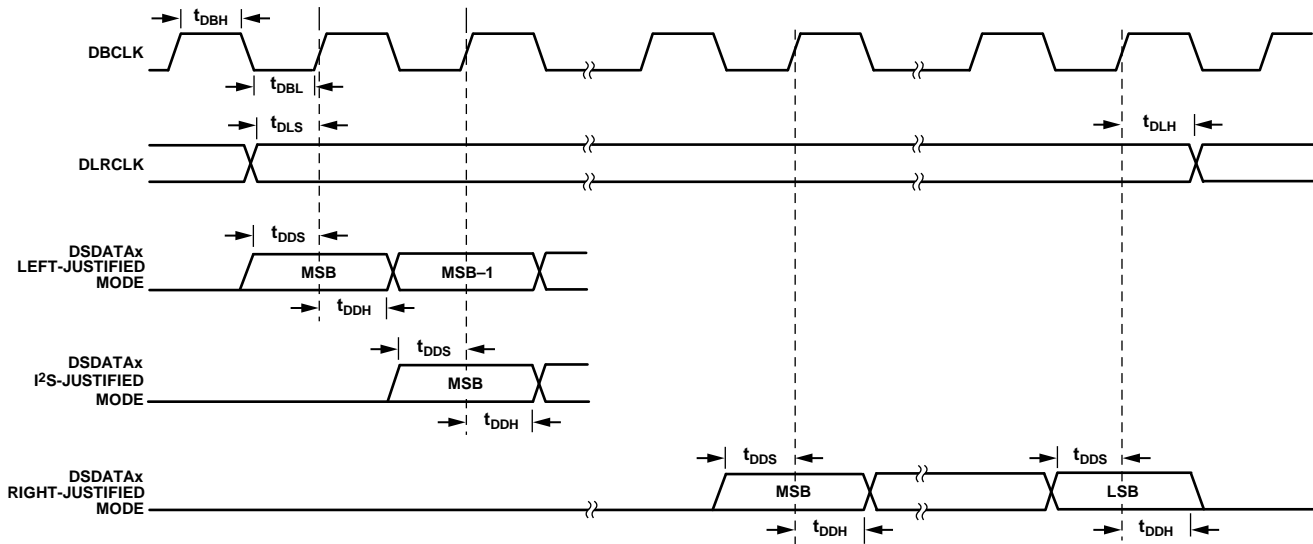 tDBH
DBCLK
tDBL
tDLS
tDLH
DLRCLK
tDDS
DSDATAx
LEFT-JUSTIFIED
MODE
MSB
MSB–1
tDDH
tDDS
DSDATAx
I²S-JUSTIFIED
MODE
MSB
tDDH
tDDS
tDDS
DSDATAx
RIGHT-JUSTIFIED
MODE
MSB
LSB
tDDH
tDDH